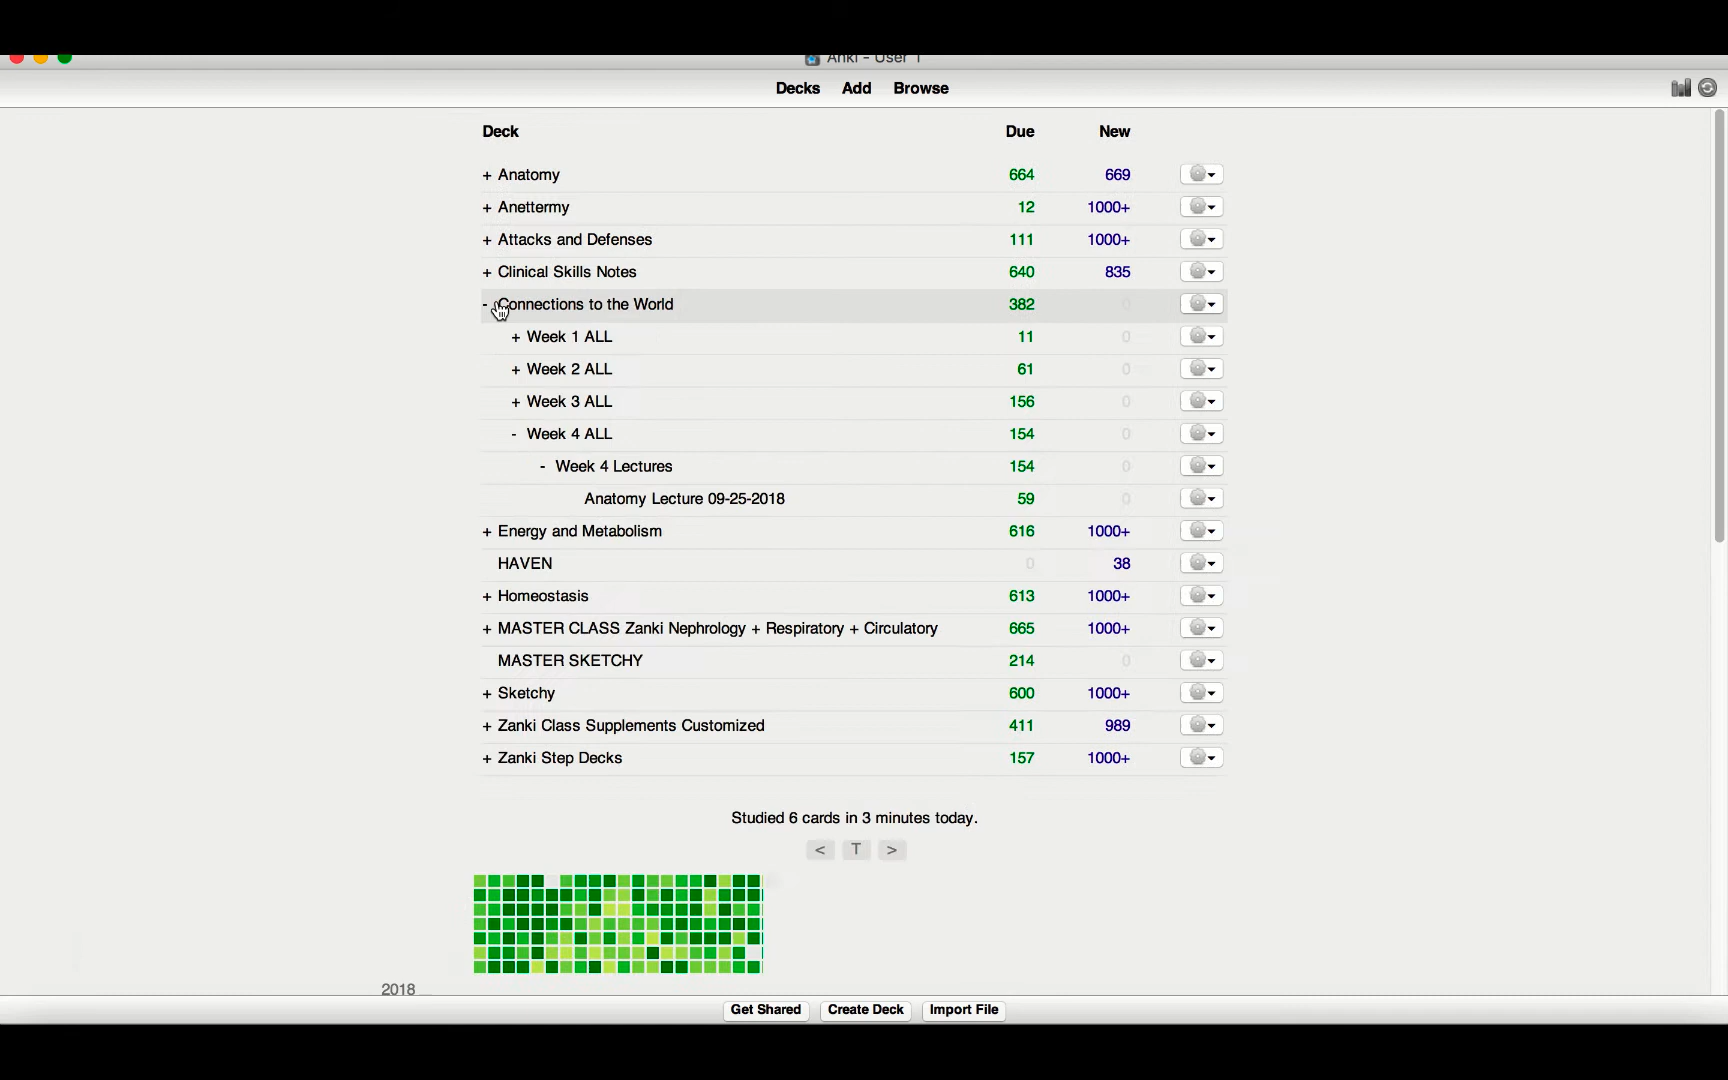 Anki - User 1
Decks Add Browse
Deck Due New
+ Anatomy 664 669
+ Anettermy 12 1000+
+ Attacks and Defenses 111 1000+
+ Clinical Skills Notes 640 835
- Connections to the World 382 0
+ Week 1 ALL 11 0
+ Week 2 ALL 61 0
+ Week 3 ALL 156 0
- Week 4 ALL 154 0
- Week 4 Lectures 154 0
Anatomy Lecture 09-25-2018 59 0
+ Energy and Metabolism 616 1000+
HAVEN 0 38
+ Homeostasis 613 1000+
+ MASTER CLASS Zanki Nephrology + Respiratory + Circulatory 665 1000+
MASTER SKETCHY 214 0
+ Sketchy 600 1000+
+ Zanki Class Supplements Customized 411 989
+ Zanki Step Decks 157 1000+
Studied 6 cards in 3 minutes today.
< T >
2018
Get Shared Create Deck Import File